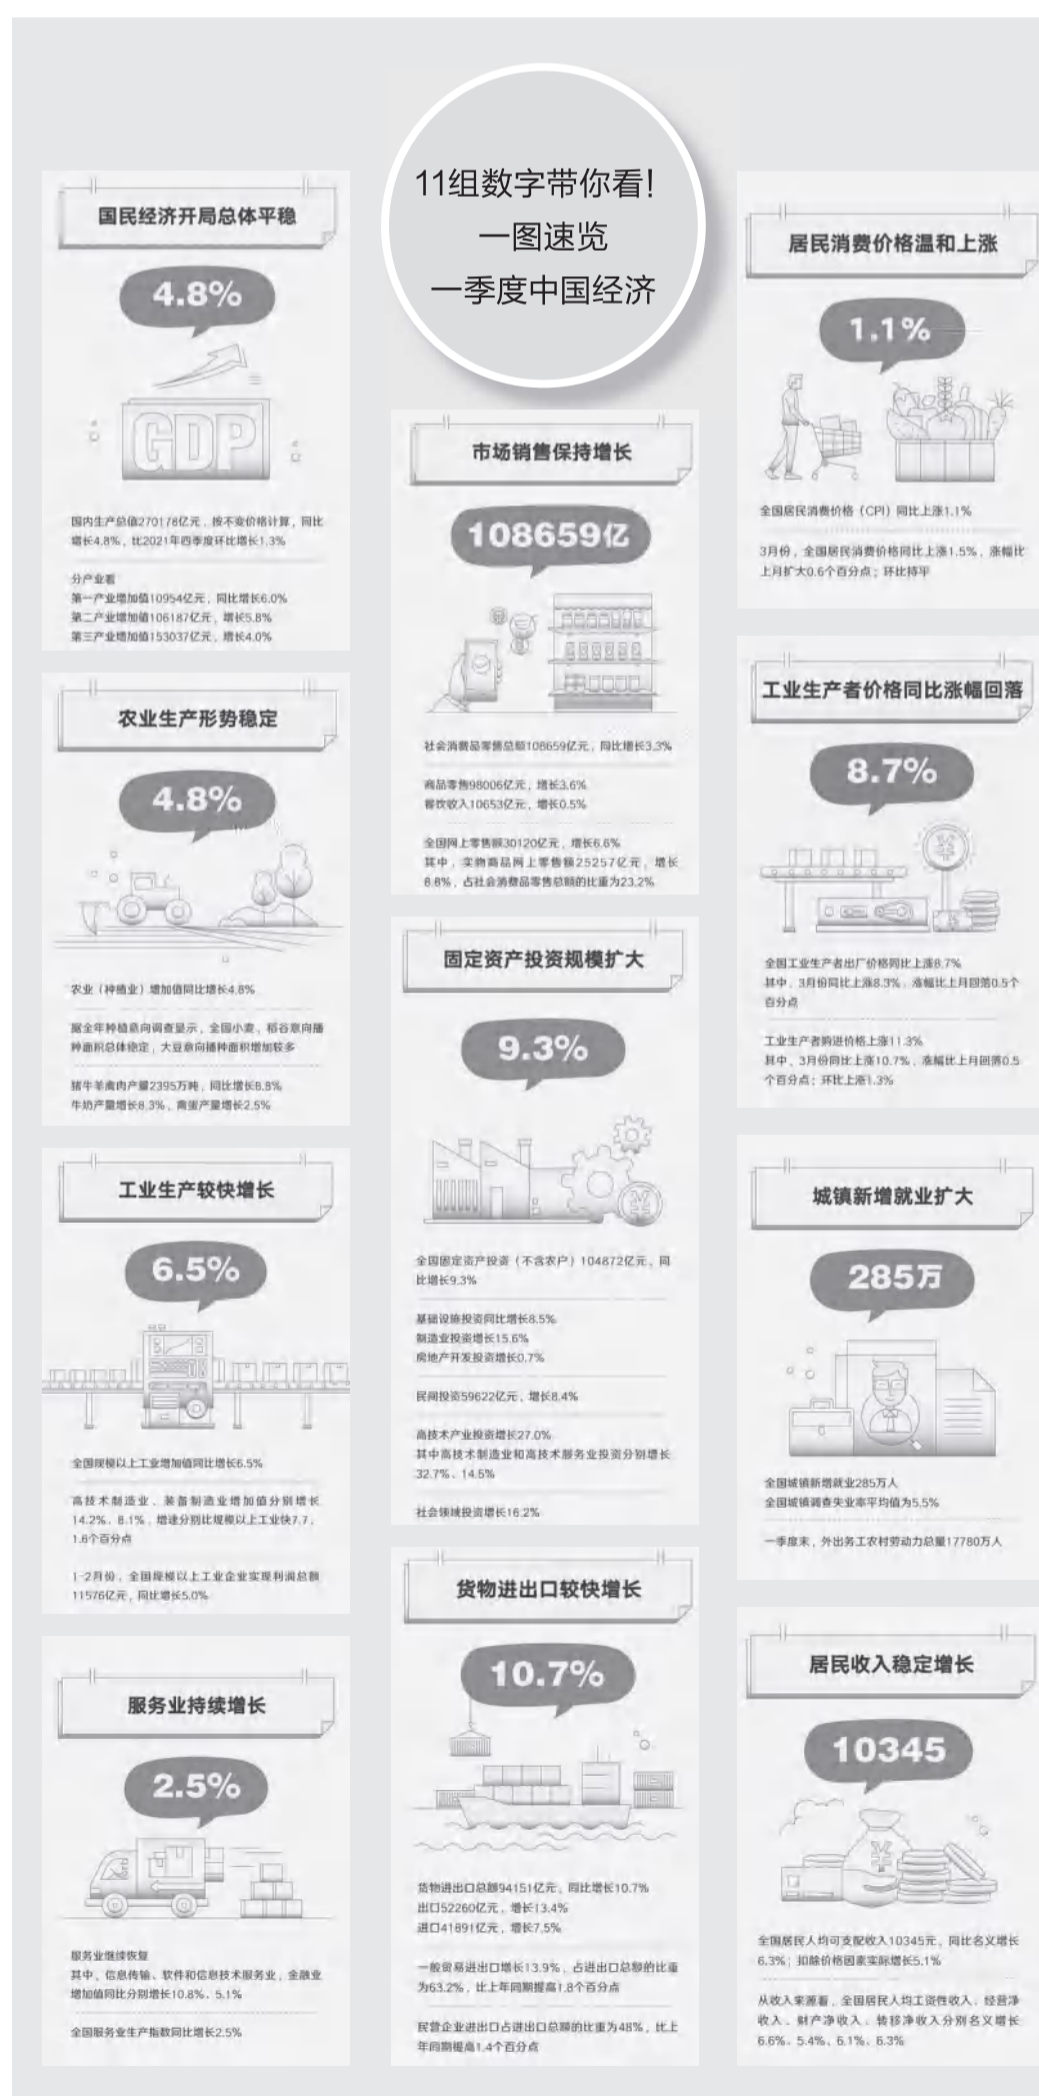 11组数字带你看！
一图速览
一季度中国经济
国民经济开局总体平稳
4.8%
GDP
国内生产总值270178亿元，按不变价格计算，同比
增长4.8%，比2021年四季度环比增长1.3%
分产业看
第一产业增加值10954亿元，同比增长6.0%
第二产业增加值106187亿元，增长5.8%
第三产业增加值153037亿元，增长4.0%
农业生产形势稳定
4.8%
农业（种植业）增加值同比增长4.8%
据全年种植意向调查显示，全国小麦、稻谷意向播
种面积总体稳定，大豆意向播种面积增加较多
猪牛羊禽肉产量2395万吨，同比增长8.8%
牛奶产量增长8.3%，禽蛋产量增长2.5%
工业生产较快增长
6.5%
全国规模以上工业增加值同比增长6.5%
高技术制造业、装备制造业增加值分别增长
14.2%、8.1%，增速分别比规模以上工业快7.7、
1.6个百分点
1-2月份，全国规模以上工业企业实现利润总额
11576亿元，同比增长5.0%
服务业持续增长
2.5%
服务业继续恢复
其中，信息传输、软件和信息技术服务业，金融业
增加值同比分别增长10.8%、5.1%
全国服务业生产指数同比增长2.5%
市场销售保持增长
108659亿
社会消费品零售总额108659亿元，同比增长3.3%
商品零售98006亿元，增长3.6%
餐饮收入10653亿元，增长0.5%
全国网上零售额30120亿元，增长6.6%
其中，实物商品网上零售额25257亿元，增长
8.8%，占社会消费品零售总额的比重为23.2%
固定资产投资规模扩大
9.3%
¥
全国固定资产投资（不含农户）104872亿元，同
比增长9.3%
基础设施投资同比增长8.5%
制造业投资增长15.6%
房地产开发投资增长0.7%
民间投资59622亿元，增长8.4%
高技术产业投资增长27.0%
其中高技术制造业和高技术服务业投资分别增长
32.7%、14.5%
社会领域投资增长16.2%
货物进出口较快增长
10.7%
货物进出口总额94151亿元，同比增长10.7%
出口52260亿元，增长13.4%
进口41891亿元，增长7.5%
一般贸易进出口增长13.9%，占进出口总额的比重
为63.2%，比上年同期提高1.8个百分点
民营企业进出口占进出口总额的比重为48%，比上
年同期提高1.4个百分点
居民消费价格温和上涨
1.1%
全国居民消费价格（CPI）同比上涨1.1%
3月份，全国居民消费价格同比上涨1.5%，涨幅比
上月扩大0.6个百分点；环比持平
工业生产者价格同比涨幅回落
8.7%
¥
全国工业生产者出厂价格同比上涨8.7%
其中，3月份同比上涨8.3%，涨幅比上月回落0.5个
百分点
工业生产者购进价格上涨11.3%
其中，3月份同比上涨10.7%，涨幅比上月回落0.5
个百分点；环比上涨1.3%
城镇新增就业扩大
285万
全国城镇新增就业285万人
全国城镇调查失业率平均值为5.5%
一季度末，外出务工农村劳动力总量17780万人
居民收入稳定增长
10345
¥
全国居民人均可支配收入10345元，同比名义增长
6.3%；扣除价格因素实际增长5.1%
从收入来源看，全国居民人均工资性收入、经营净
收入、财产净收入、转移净收入分别名义增长
6.6%、5.4%、6.1%、6.3%